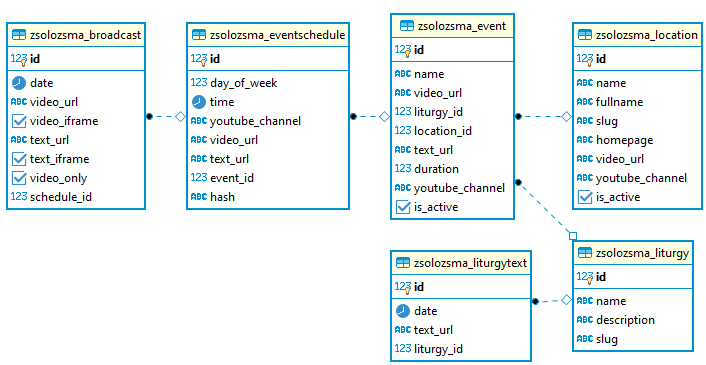 zsolozsma_broadcast
123 id
date
ABC video_url
video_iframe
ABC text_url
text_iframe
video_only
123 schedule_id
zsolozsma_eventschedule
123 id
123 day_of_week
time
ABC youtube_channel
ABC video_url
ABC text_url
123 event_id
ABC hash
zsolozsma_event
123 id
ABC name
ABC video_url
123 liturgy_id
123 location_id
ABC text_url
123 duration
ABC youtube_channel
is_active
zsolozsma_location
123 id
ABC name
ABC fullname
ABC slug
ABC homepage
ABC video_url
ABC youtube_channel
is_active
zsolozsma_liturgytext
123 id
date
ABC text_url
123 liturgy_id
zsolozsma_liturgy
123 id
ABC name
ABC description
ABC slug